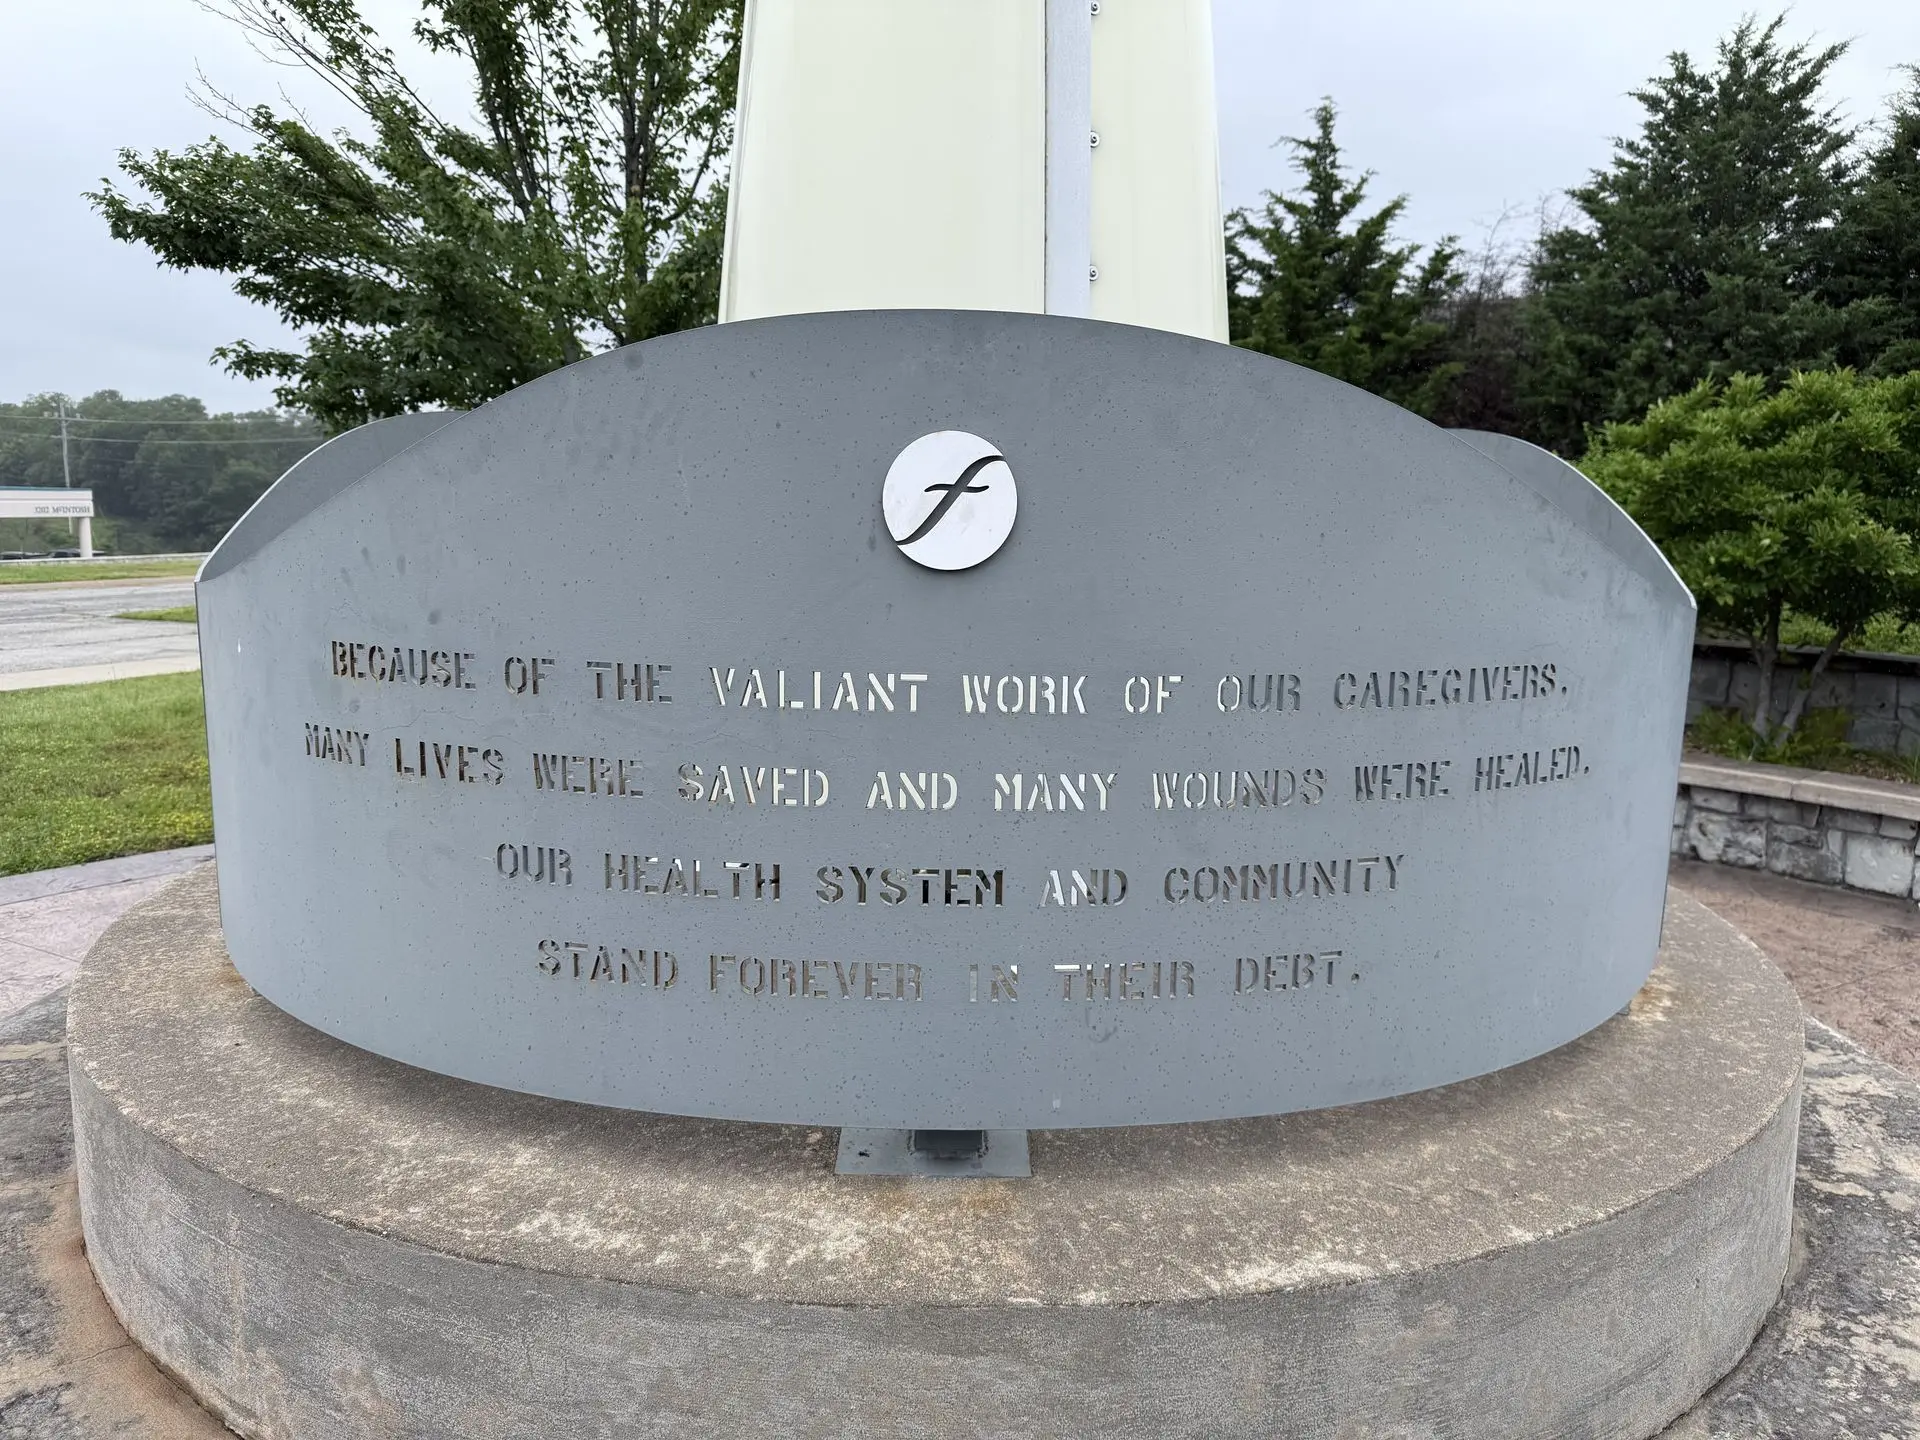 f
BECAUSE OF THE VALIANT WORK OF OUR CAREGIVERS,
MANY LIVES WERE SAVED AND MANY WOUNDS WERE HEALED.
OUR HEALTH SYSTEM AND COMMUNITY
STAND FOREVER IN THEIR DEBT.
McINTOSH